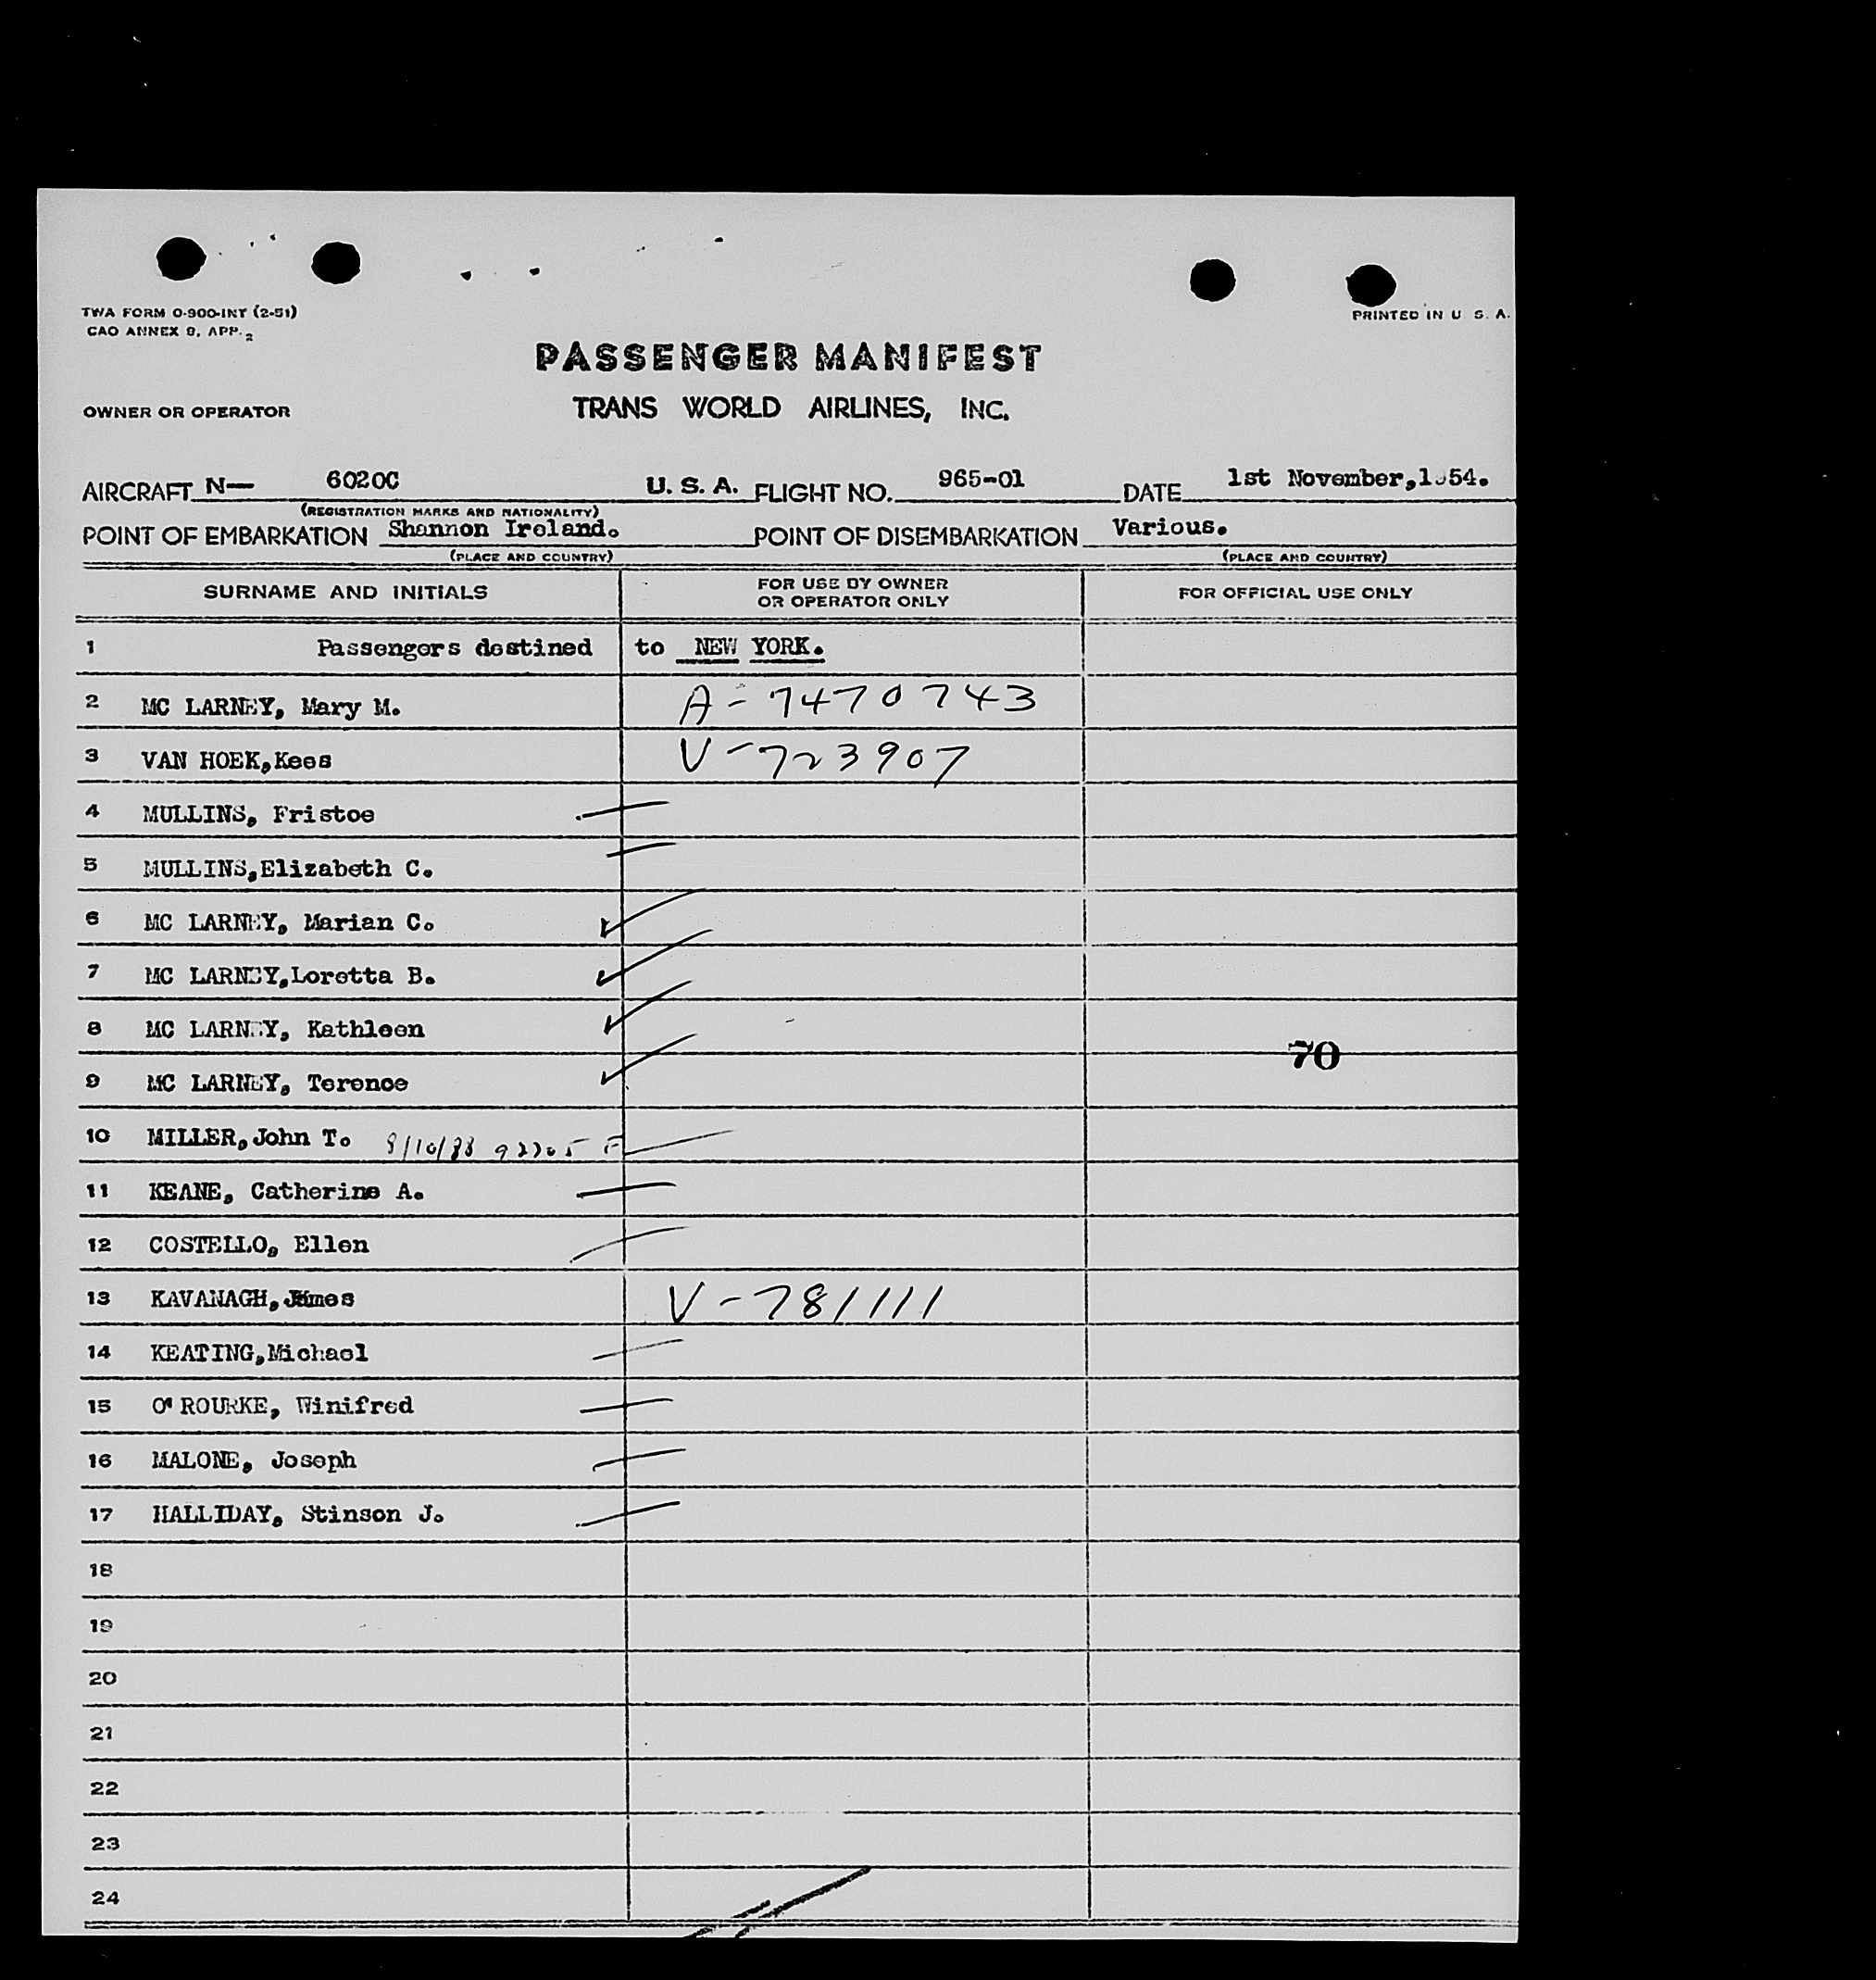 TWA FORM O-900-INT (2-51)
CAO ANNEX 9, APP. 2
PRINTED IN U. S. A.
PASSENGER MANIFEST
OWNER OR OPERATOR TRANS WORLD AIRLINES, INC.
AIRCRAFT N— 6020C U. S. A. FLIGHT NO. 965-01 DATE 1st November,1954.
(REGISTRATION MARKS AND NATIONALITY)
POINT OF EMBARKATION Shannon Ireland. POINT OF DISEMBARKATION Various.
(PLACE AND COUNTRY) (PLACE AND COUNTRY)
SURNAME AND INITIALS FOR USE BY OWNER OR OPERATOR ONLY FOR OFFICIAL USE ONLY
1 Passengers destined to NEW YORK.
2 MC LARNEY, Mary M. A-7470743
3 VAN HOEK,Kees V-723907
4 MULLINS, Fristoe
5 MULLINS,Elizabeth C.
6 MC LARNEY, Marian C.
7 MC LARNEY,Loretta B.
8 MC LARNEY, Kathleen
70
9 MC LARNEY, Terence
10 MILLER,John T.
11 KEANE, Catherine A.
12 COSTELLO, Ellen
13 KAVANAGH,James V-781111
14 KEATING,Michael
15 O'ROURKE, Winifred
16 MALONE, Joseph
17 HALLIDAY, Stinson J.
18
19
20
21
22
23
24